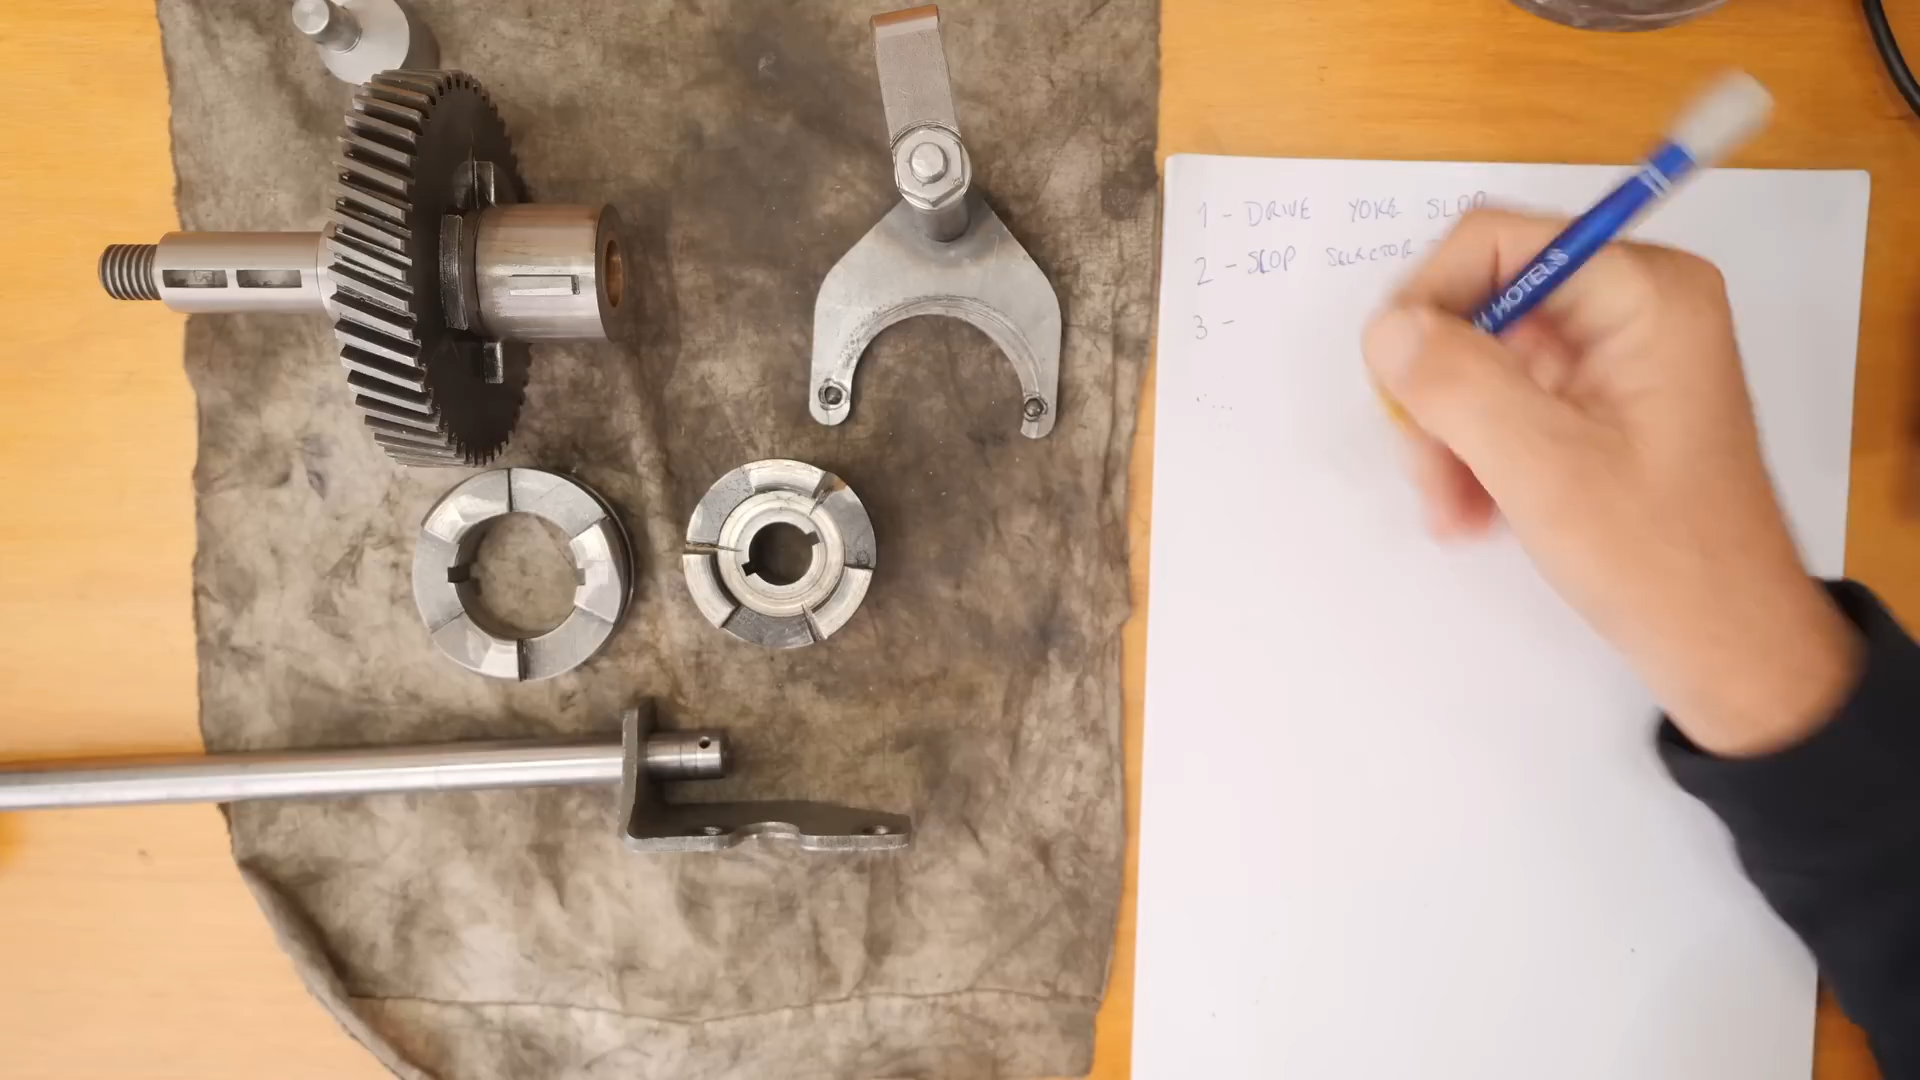 1 - DRIVE YOKE SLOP
2 - SLOP SELECTOR
3 -
HOTELS